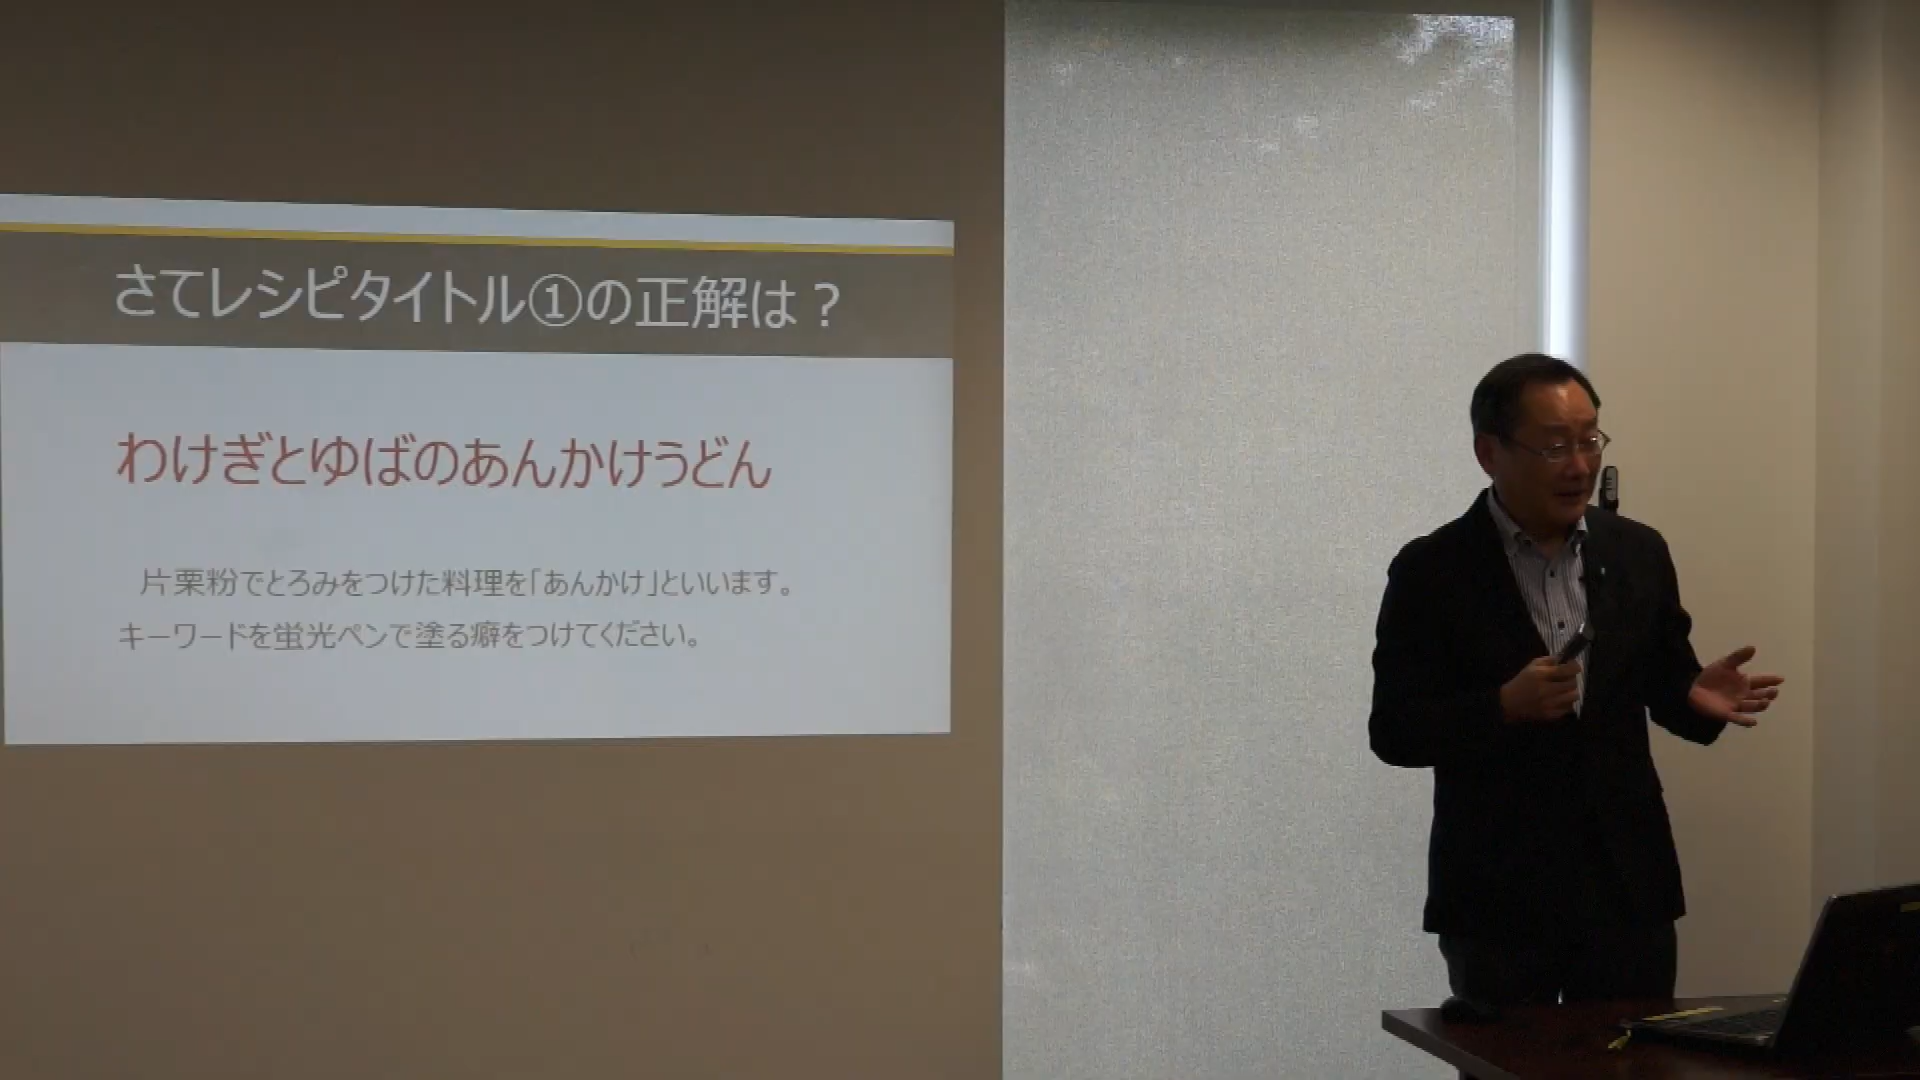 さてレシピタイトル①の正解は？
わけぎとゆばのあんかけうどん
片栗粉でとろみをつけた料理を「あんかけ」といいます。
キーワードを蛍光ペンで塗る癖をつけてください。